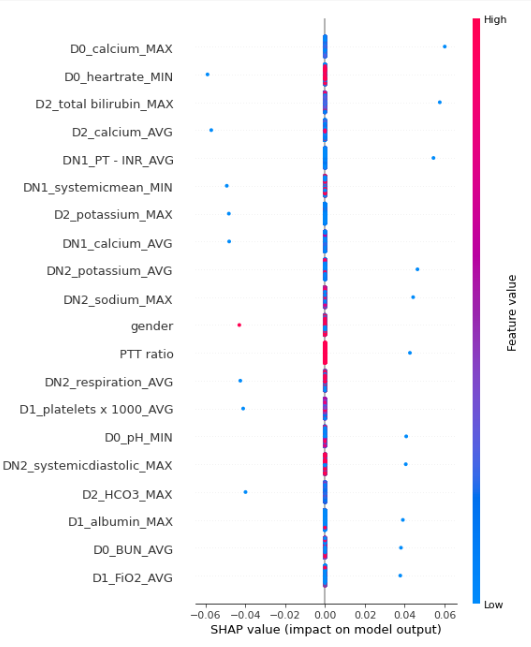 High
D0_calcium_MAX
D0_heartrate_MIN
D2_total bilirubin_MAX
D2_calcium_AVG
DN1_PT - INR_AVG
DN1_systemicmean_MIN
D2_potassium_MAX
DN1_calcium_AVG
DN2_potassium_AVG
DN2_sodium_MAX
gender
PTT ratio
DN2_respiration_AVG
D1_platelets x 1000_AVG
D0_pH_MIN
DN2_systemicdiastolic_MAX
D2_HCO3_MAX
D1_albumin_MAX
D0_BUN_AVG
D1_FiO2_AVG
Feature value
Low
−0.06 −0.04 −0.02 0.00 0.02 0.04 0.06
SHAP value (impact on model output)